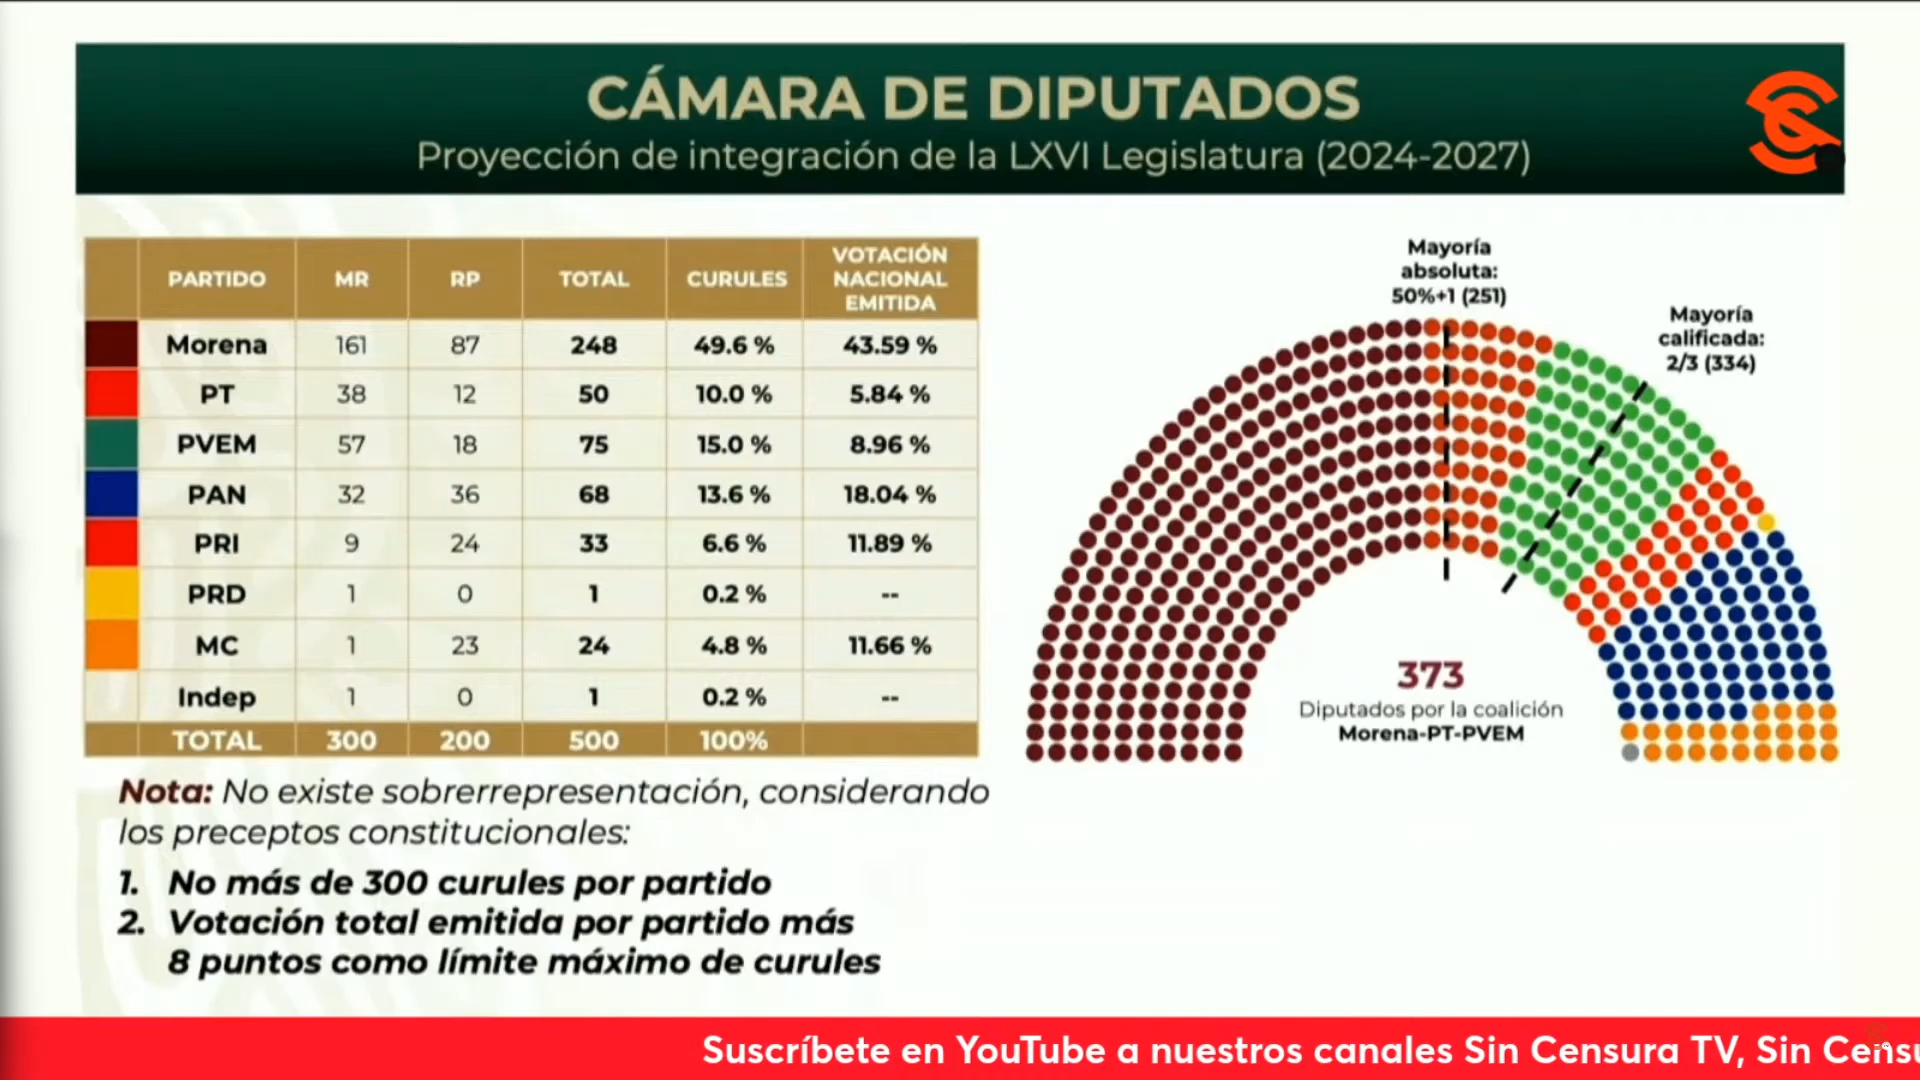 CÁMARA DE DIPUTADOS
Proyección de integración de la LXVI Legislatura (2024-2027)
PARTIDO MR RP TOTAL CURULES VOTACIÓN NACIONAL EMITIDA
Morena 161 87 248 49.6 % 43.59 %
PT 38 12 50 10.0 % 5.84 %
PVEM 57 18 75 15.0 % 8.96 %
PAN 32 36 68 13.6 % 18.04 %
PRI 9 24 33 6.6 % 11.89 %
PRD 1 0 1 0.2 % --
MC 1 23 24 4.8 % 11.66 %
Indep 1 0 1 0.2 % --
TOTAL 300 200 500 100%
Nota: No existe sobrerrepresentación, considerando
los preceptos constitucionales:
1. No más de 300 curules por partido
2. Votación total emitida por partido más
8 puntos como límite máximo de curules
Mayoría
absoluta:
50%+1 (251)
Mayoría
calificada:
2/3 (334)
373
Diputados por la coalición
Morena-PT-PVEM
Suscríbete en YouTube a nuestros canales Sin Censura TV, Sin Censu